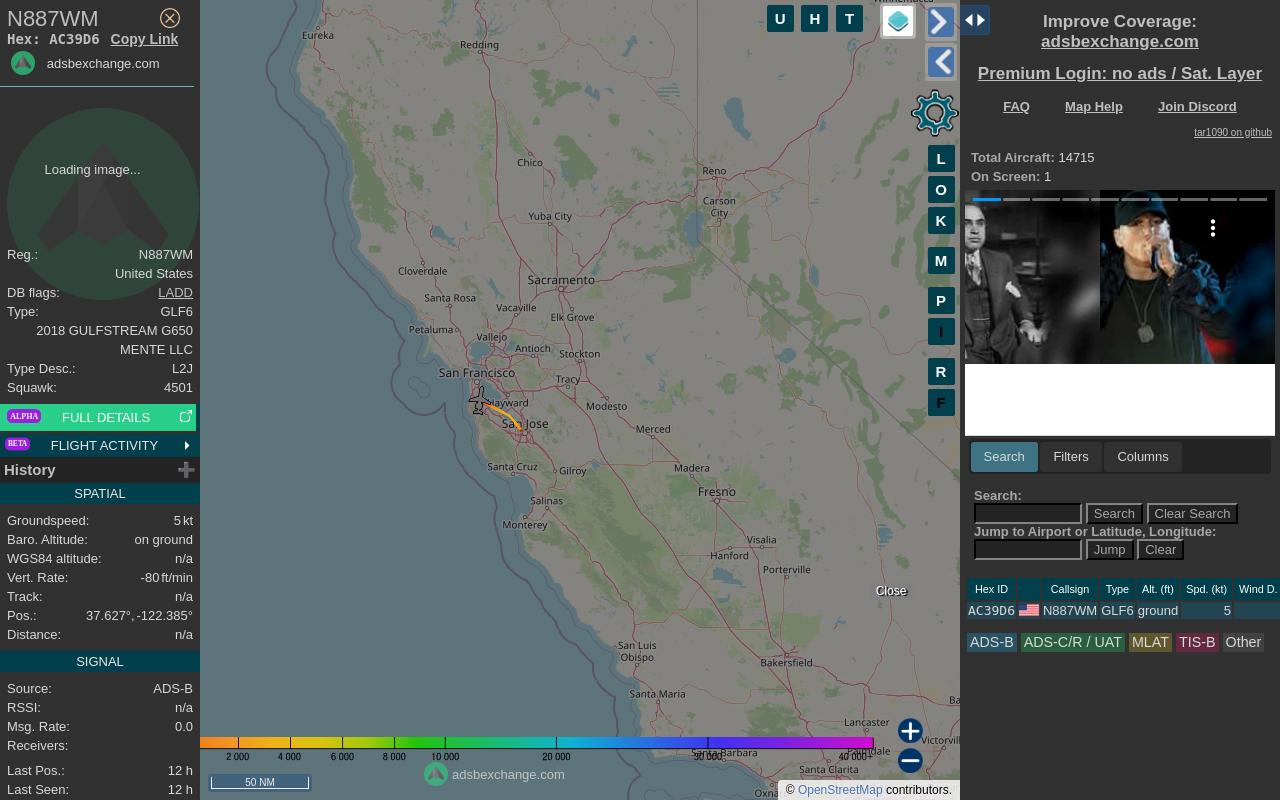 N887WM
Hex: AC39D6 Copy Link
adsbexchange.com
Loading image...
Reg.: N887WM
United States
DB flags: LADD
Type: GLF6
2018 GULFSTREAM G650
MENTE LLC
Type Desc.: L2J
Squawk: 4501
ALPHA FULL DETAILS
BETA FLIGHT ACTIVITY
History
SPATIAL
Groundspeed: 5 kt
Baro. Altitude: on ground
WGS84 altitude: n/a
Vert. Rate: -80 ft/min
Track: n/a
Pos.: 37.627°, -122.385°
Distance: n/a
SIGNAL
Source: ADS-B
RSSI: n/a
Msg. Rate: 0.0
Receivers:
Last Pos.: 12 h
Last Seen: 12 h
U H T
L
O
K
M
P
I
R
F
Eureka
Redding
Chico
Reno
Carson
City
Yuba City
Cloverdale
Sacramento
Santa Rosa
Vacaville
Elk Grove
Petaluma
Vallejo
Antioch
Stockton
San Francisco
Tracy
Hayward
Modesto
San Jose
Merced
Santa Cruz
Gilroy
Madera
Fresno
Salinas
Monterey
Visalia
Hanford
Porterville
Close
San Luis
Obispo
Bakersfield
Santa Maria
Lancaster
Palmdale
Santa Barbara
Santa Clarita
2 000 4 000 6 000 8 000 10 000 20 000 30 000 40 000+
adsbexchange.com
50 NM
© OpenStreetMap contributors.
Improve Coverage:
adsbexchange.com
Premium Login: no ads / Sat. Layer
FAQ Map Help Join Discord
tar1090 on github
Total Aircraft: 14715
On Screen: 1
Search Filters Columns
Search:
Search Clear Search
Jump to Airport or Latitude, Longitude:
Jump Clear
Hex ID Callsign Type Alt. (ft) Spd. (kt) Wind D.
AC39D6 N887WM GLF6 ground 5
ADS-B ADS-C/R / UAT MLAT TIS-B Other